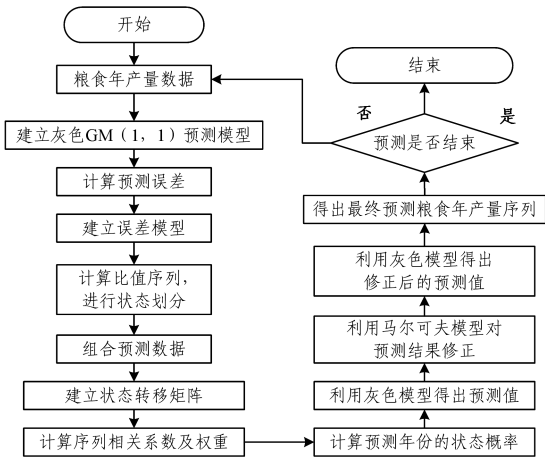 开始
粮食年产量数据
建立灰色GM（1，1）预测模型
计算预测误差
建立误差模型
计算比值序列，
进行状态划分
组合预测数据
建立状态转移矩阵
计算序列相关系数及权重
计算预测年份的状态概率
利用灰色模型得出预测值
利用马尔可夫模型对
预测结果修正
利用灰色模型得出
修正后的预测值
得出最终预测粮食年产量序列
预测是否结束
否
是
结束